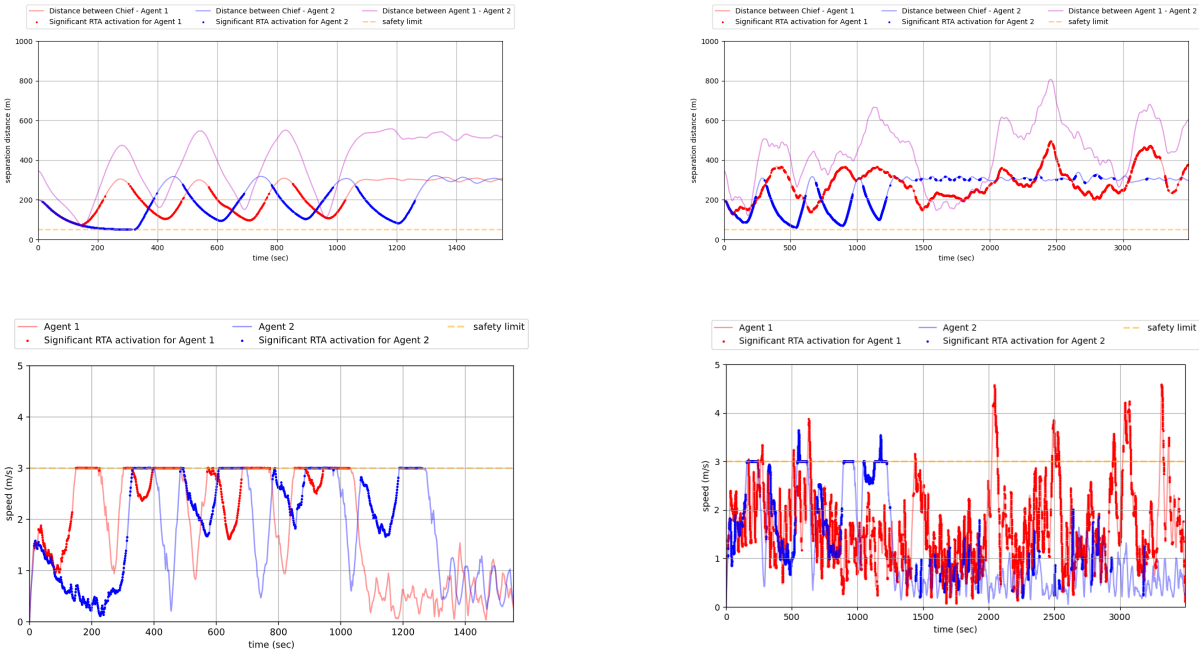 Distance between Chief - Agent 1 Distance between Chief - Agent 2 Distance between Agent 1 - Agent 2
Significant RTA activation for Agent 1 Significant RTA activation for Agent 2 safety limit
1000
800
600
400
200
0
separation distance (m)
0 200 400 600 800 1000 1200 1400
time (sec)
Distance between Chief - Agent 1 Distance between Chief - Agent 2 Distance between Agent 1 - Agent 2
Significant RTA activation for Agent 1 Significant RTA activation for Agent 2 safety limit
1000
800
600
400
200
0
separation distance (m)
0 500 1000 1500 2000 2500 3000
time (sec)
Agent 1 Agent 2 safety limit
Significant RTA activation for Agent 1 Significant RTA activation for Agent 2
5
4
3
2
1
0
speed (m/s)
0 200 400 600 800 1000 1200 1400
time (sec)
Agent 1 Agent 2 safety limit
Significant RTA activation for Agent 1 Significant RTA activation for Agent 2
5
4
3
2
1
0
speed (m/s)
0 500 1000 1500 2000 2500 3000
time (sec)